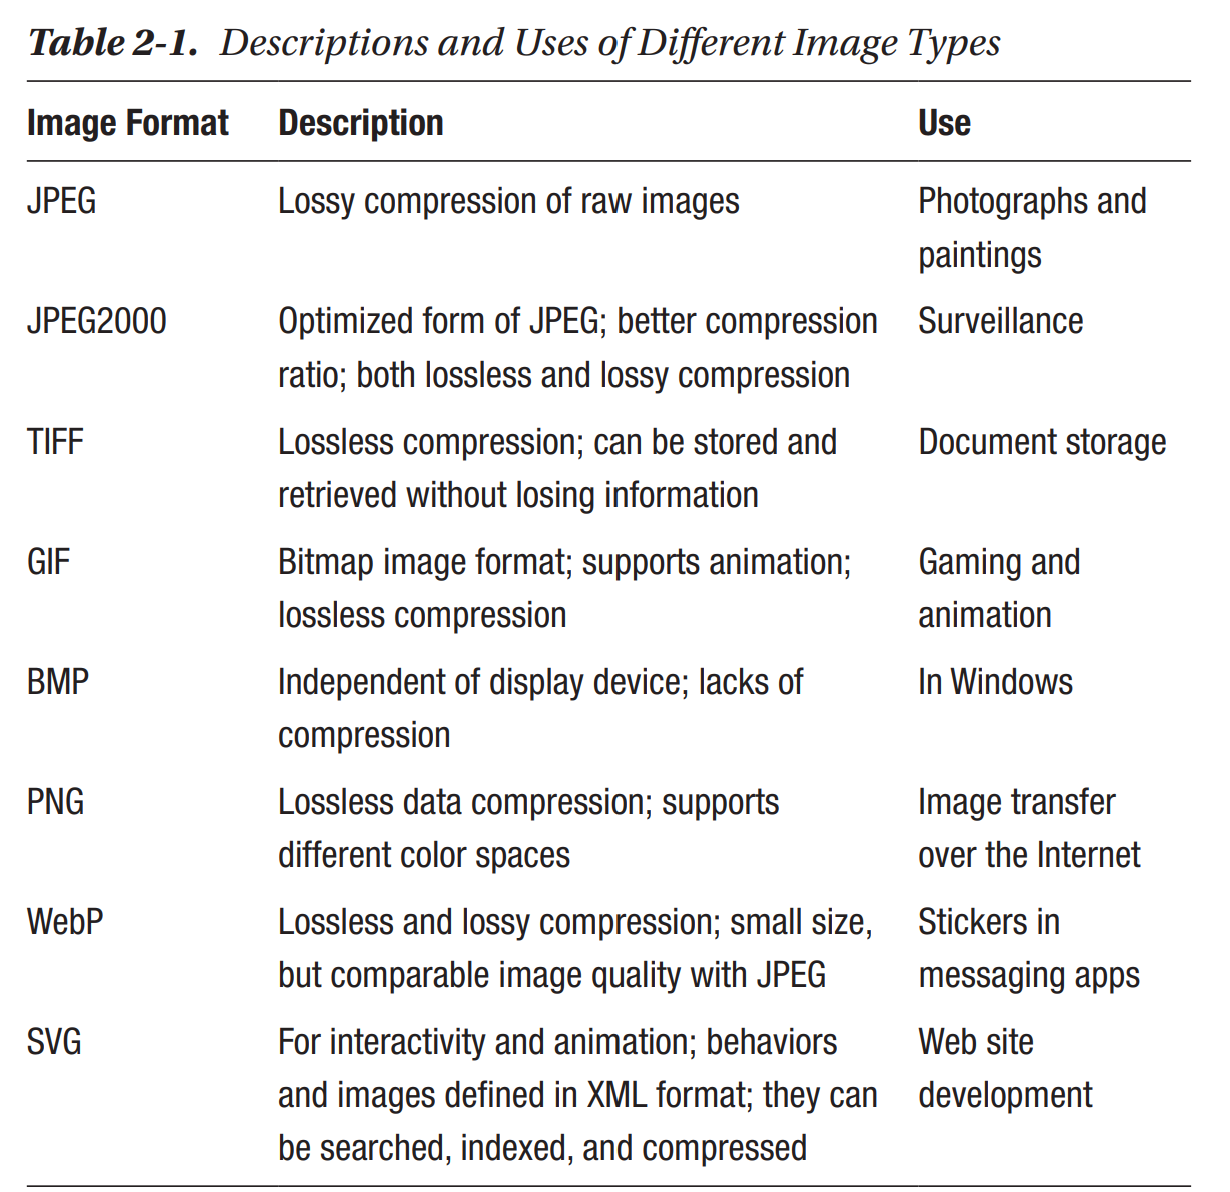 Table 2-1. Descriptions and Uses of Different Image Types
Image Format Description Use
JPEG Lossy compression of raw images Photographs and
paintings
JPEG2000 Optimized form of JPEG; better compression Surveillance
ratio; both lossless and lossy compression
TIFF Lossless compression; can be stored and Document storage
retrieved without losing information
GIF Bitmap image format; supports animation; Gaming and
lossless compression animation
BMP Independent of display device; lacks of In Windows
compression
PNG Lossless data compression; supports Image transfer
different color spaces over the Internet
WebP Lossless and lossy compression; small size, Stickers in
but comparable image quality with JPEG messaging apps
SVG For interactivity and animation; behaviors Web site
and images defined in XML format; they can development
be searched, indexed, and compressed